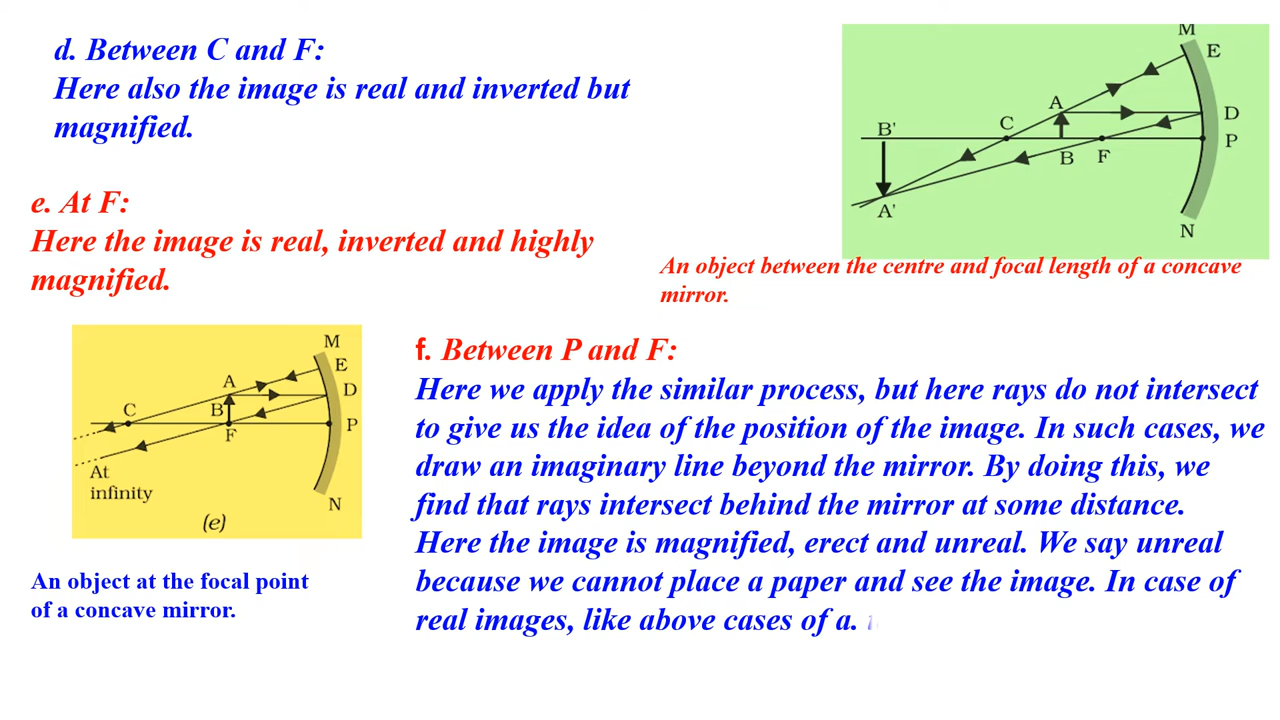 d. Between C and F:
Here also the image is real and inverted but
magnified.
M
E
A
D
C
B'
P
B
F
A'
N
An object between the centre and focal length of a concave
mirror.
e. At F:
Here the image is real, inverted and highly
magnified.
M
E
A
D
C
B
P
F
At
infinity
N
(e)
An object at the focal point
of a concave mirror.
f. Between P and F:
Here we apply the similar process, but here rays do not intersect
to give us the idea of the position of the image. In such cases, we
draw an imaginary line beyond the mirror. By doing this, we
find that rays intersect behind the mirror at some distance.
Here the image is magnified, erect and unreal. We say unreal
because we cannot place a paper and see the image. In case of
real images, like above cases of a.